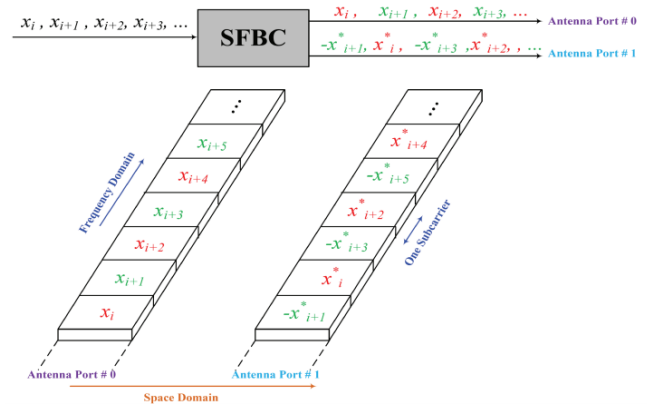 x_i , x_{i+1} , x_{i+2}, x_{i+3}, ...
SFBC
x_i, x_{i+1}, x_{i+2}, x_{i+3}, ...
Antenna Port # 0
-x^*_{i+1}, x^*_i, -x^*_{i+3} ,x^*_{i+2}, , ...
Antenna Port # 1
Frequency Domain
⋮
x_{i+5}
x_{i+4}
x_{i+3}
x_{i+2}
x_{i+1}
x_i
⋮
x^*_{i+4}
-x^*_{i+5}
x^*_{i+2}
-x^*_{i+3}
x^*_i
-x^*_{i+1}
One Subcarrier
Antenna Port # 0
Antenna Port # 1
Space Domain